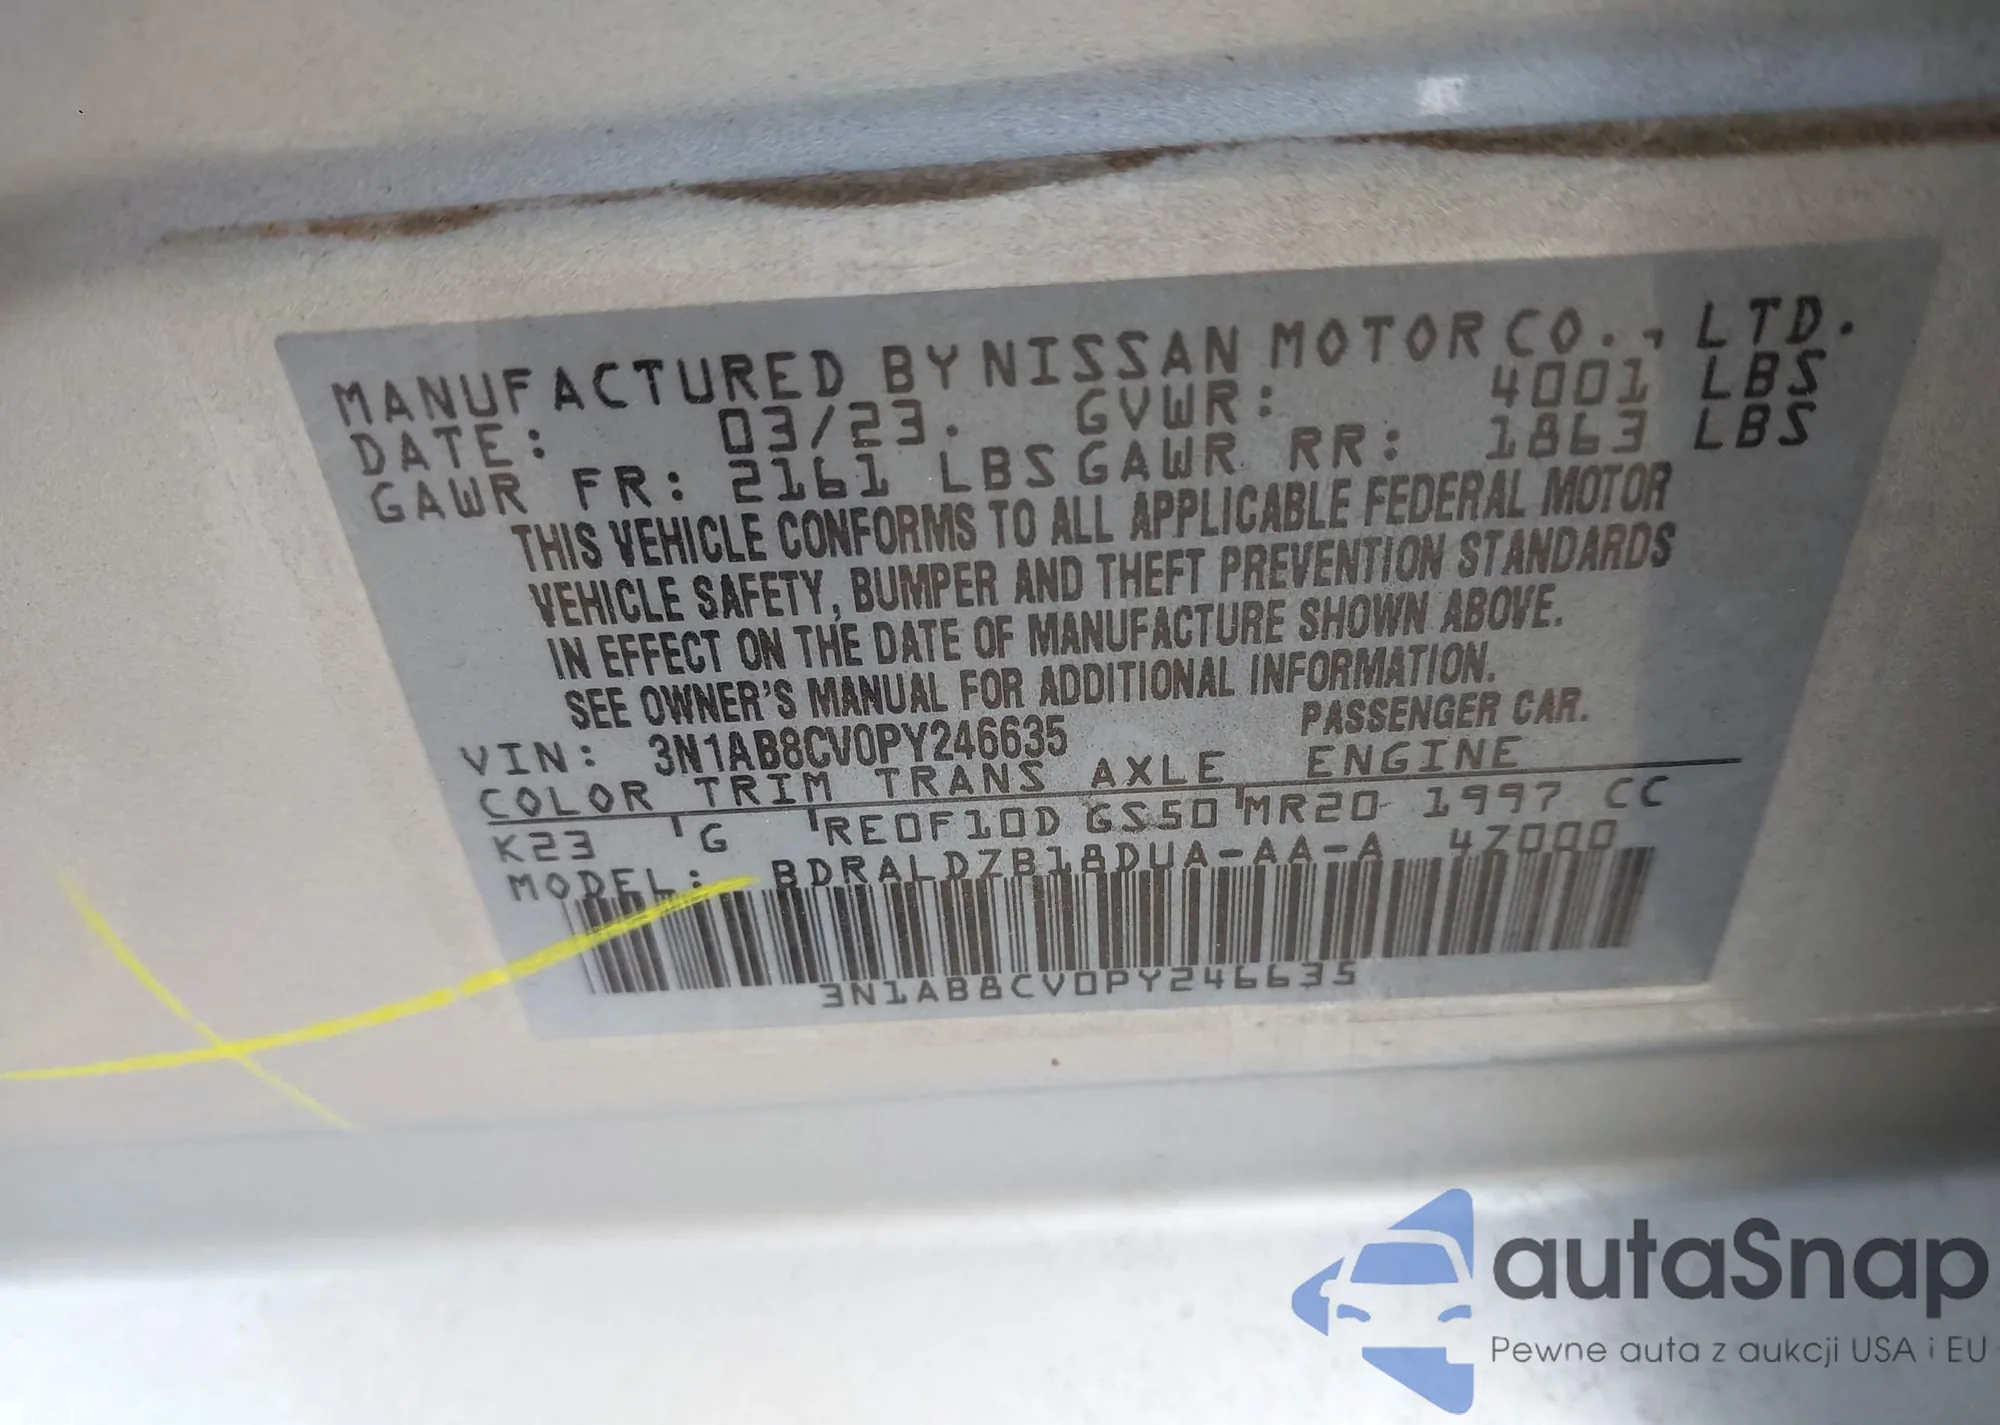 MANUFACTURED BY NISSAN MOTOR CO., LTD.
DATE: 03/23. GVWR: 4001 LBS
GAWR FR: 2161 LBS GAWR RR: 1863 LBS
THIS VEHICLE CONFORMS TO ALL APPLICABLE FEDERAL MOTOR
VEHICLE SAFETY, BUMPER AND THEFT PREVENTION STANDARDS
IN EFFECT ON THE DATE OF MANUFACTURE SHOWN ABOVE.
SEE OWNER'S MANUAL FOR ADDITIONAL INFORMATION.
VIN: 3N1AB8CV0PY246635 PASSENGER CAR.
COLOR TRIM TRANS AXLE ENGINE
K23 G RE0F10D GS50 MR20 1997 CC
MODEL: BDRALDZB18DUA-AA-A 47000
3N1AB8CV0PY246635
autaSnap
Pewne auta z aukcji USA i EU